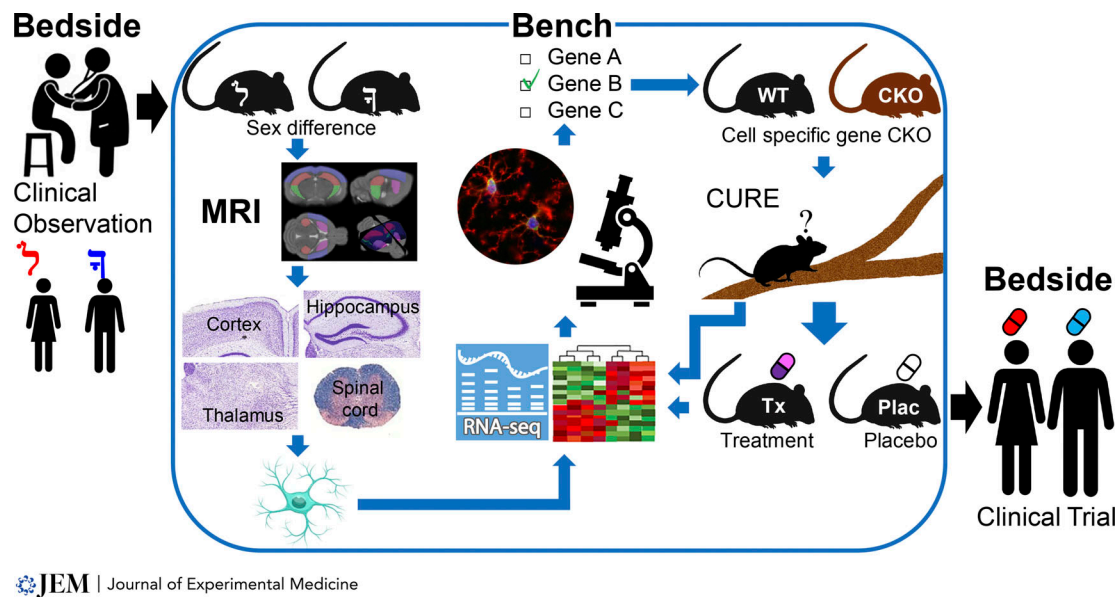 Bedside
Clinical
Observation
Bench
Sex difference
MRI
Cortex
Hippocampus
Thalamus
Spinal
cord
RNA-seq
Gene A
Gene B
Gene C
WT
CKO
Cell specific gene CKO
CURE
?
Tx
Plac
Treatment
Placebo
Bedside
Clinical Trial
JEM | Journal of Experimental Medicine